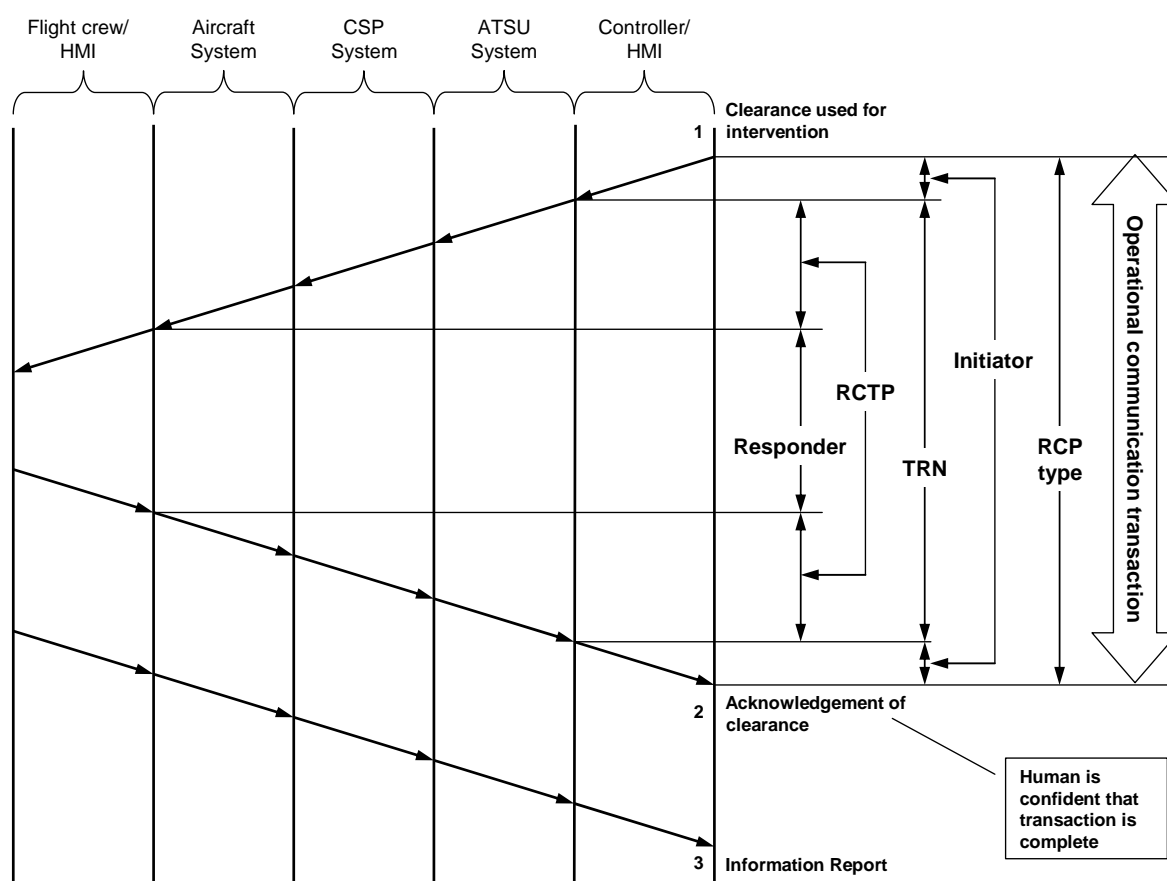 Flight crew/
HMI
Aircraft
System
CSP
System
ATSU
System
Controller/
HMI
1
Clearance used for
intervention
Operational communication transaction
Initiator
RCTP
Responder
TRN
RCP
type
2
Acknowledgement of
clearance
Human is
confident that
transaction is
complete
3
Information Report